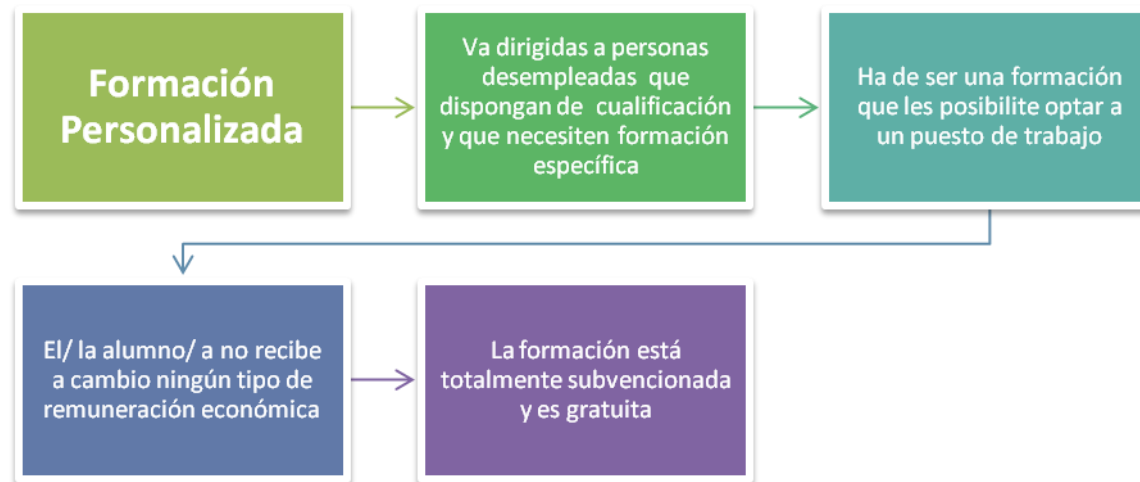 Formación
Personalizada
Va dirigidas a personas
desempleadas que
dispongan de cualificación
y que necesiten formación
específica
Ha de ser una formación
que les posibilite optar a
un puesto de trabajo
El/ la alumno/ a no recibe
a cambio ningún tipo de
remuneración económica
La formación está
totalmente subvencionada
y es gratuita